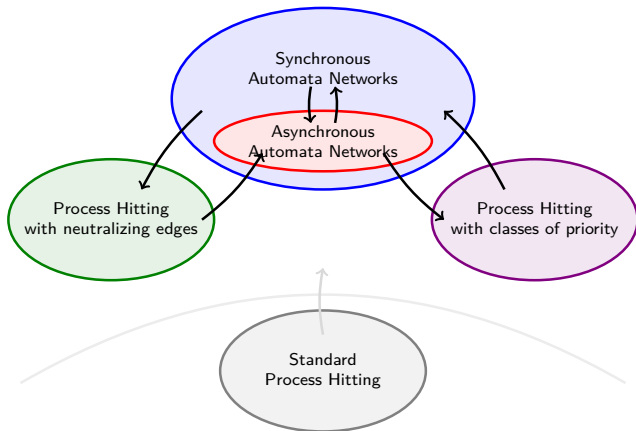 Synchronous
Automata Networks
Asynchronous
Automata Networks
Process Hitting
with neutralizing edges
Process Hitting
with classes of priority
Standard
Process Hitting